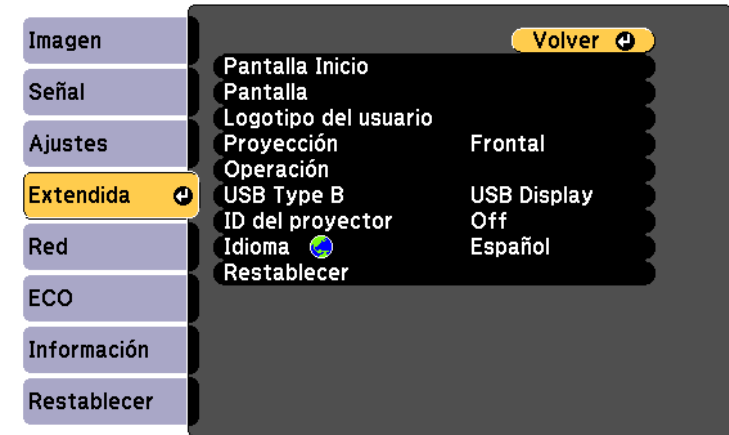 Imagen
Señal
Ajustes
Extendida
Red
ECO
Información
Restablecer
Volver
Pantalla Inicio
Pantalla
Logotipo del usuario
Proyección Frontal
Operación
USB Type B USB Display
ID del proyector Off
Idioma Español
Restablecer